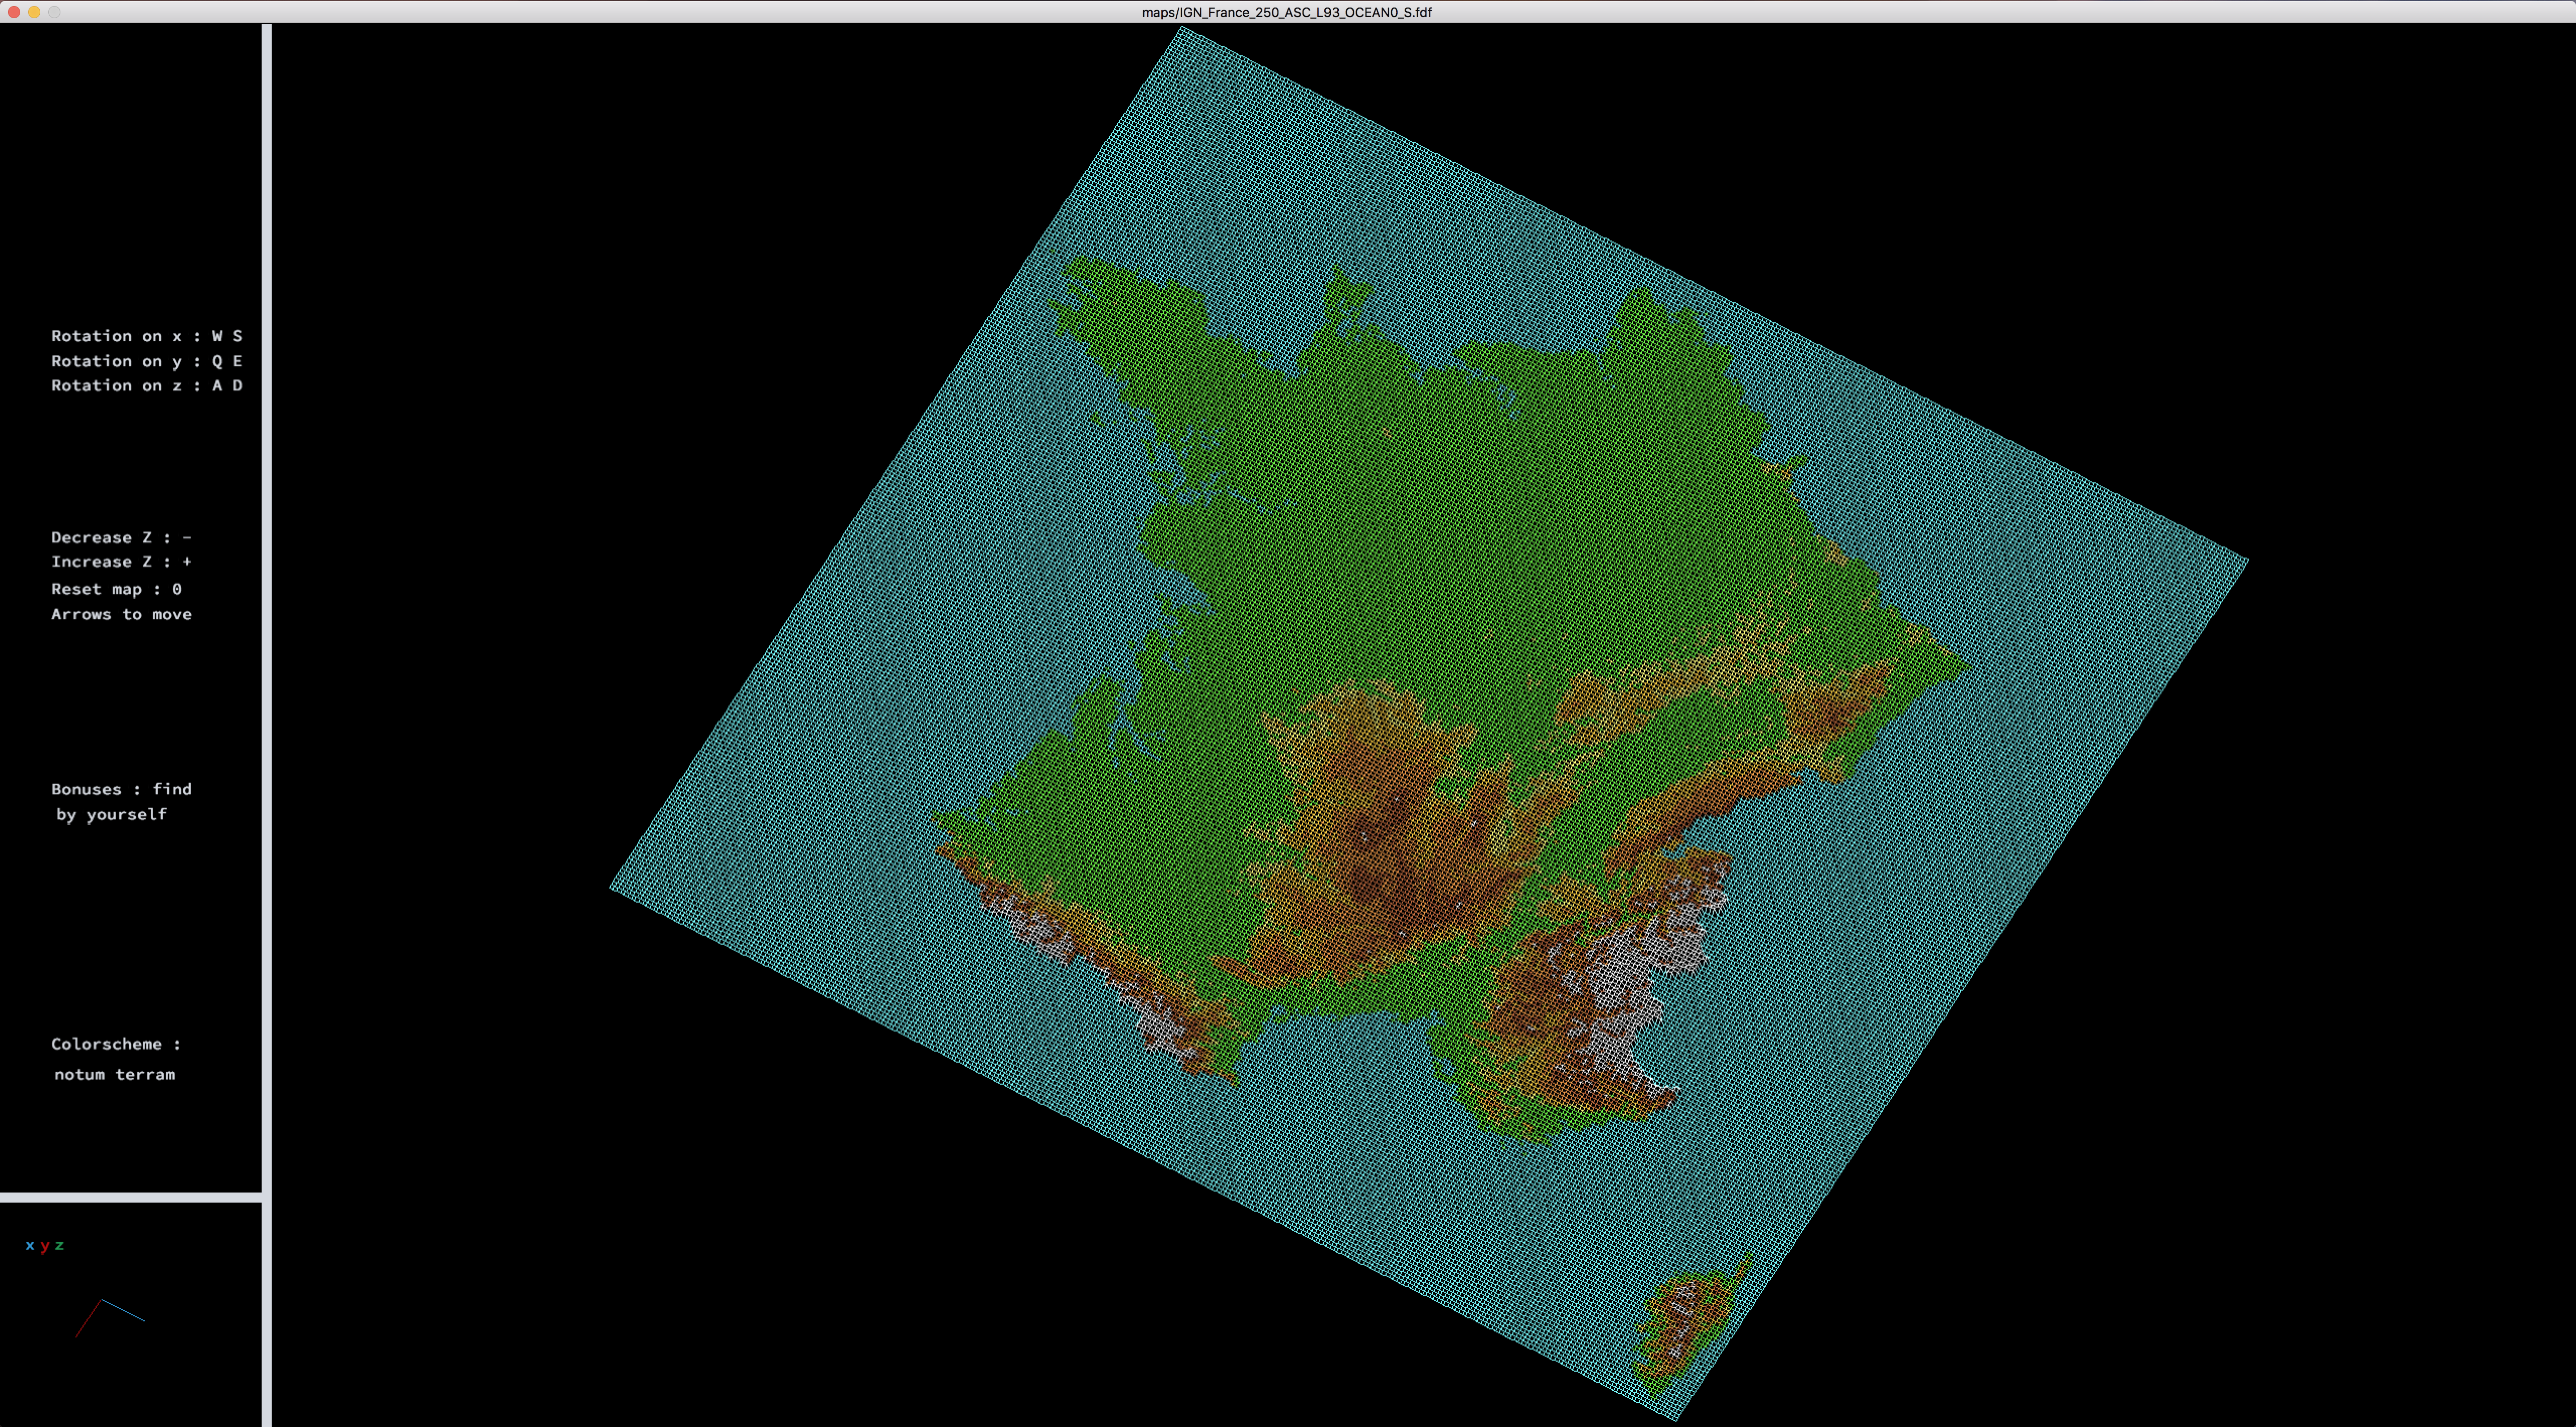 maps/IGN_France_250_ASC_L93_OCEAN0_S.fdf
Rotation on x : W S
Rotation on y : Q E
Rotation on z : A D
Decrease Z : -
Increase Z : +
Reset map : 0
Arrows to move
Bonuses : find
by yourself
Colorscheme :
notum terram
x y z